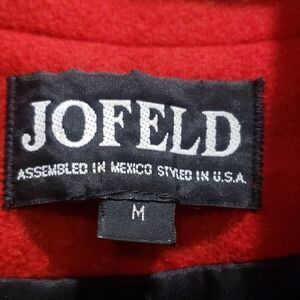 JOFELD
ASSEMBLED IN MEXICO STYLED IN U.S.A.
M